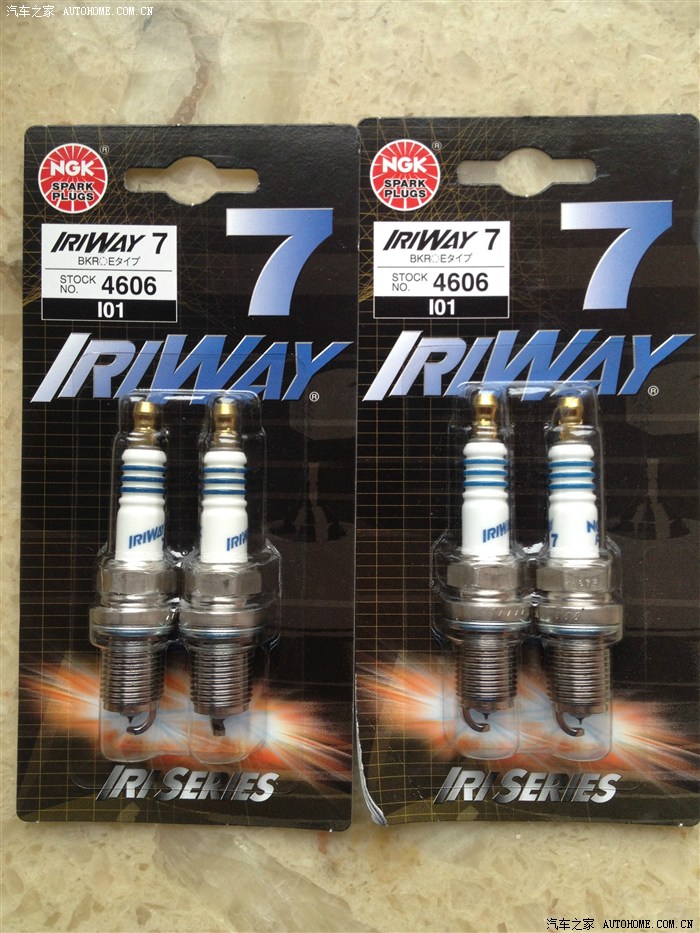 汽车之家 AUTOHOME.COM.CN
NGK
SPARK
PLUGS
®
IRIWAY 7
BKR◌Eタイプ
STOCK NO. 4606
I01
7
IRIWAY®
IRIWAY
IRIWAY
IRI SERIES
NGK
SPARK
PLUGS
®
IRIWAY 7
BKR◌Eタイプ
STOCK NO. 4606
I01
7
IRIWAY®
IRIWAY
7
IRI SERIES
汽车之家 AUTOHOME.COM.CN